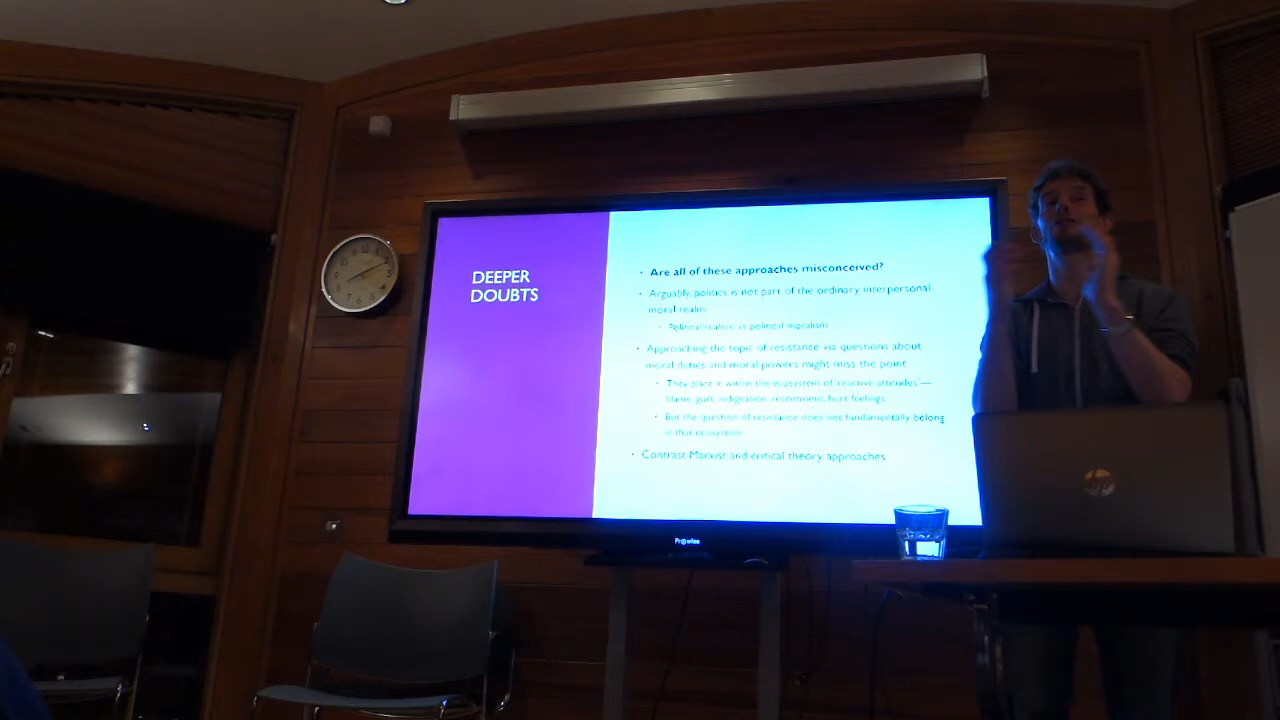 DEEPER
DOUBTS
• Are all of these approaches misconceived?
• Arguably, politics is not part of the ordinary interpersonal
moral realm
• Political realism vs political moralism
• Approaching the topic of resistance via questions about
moral duties and moral powers might miss the point
• They place it within the ecosystem of 'reactive attitudes'—
blame, guilt, indignation, resentment, hurt feelings
• But the question of resistance does not fundamentally belong
in that ecosystem
• Contrast Marxist and critical theory approaches
Prowise
hp